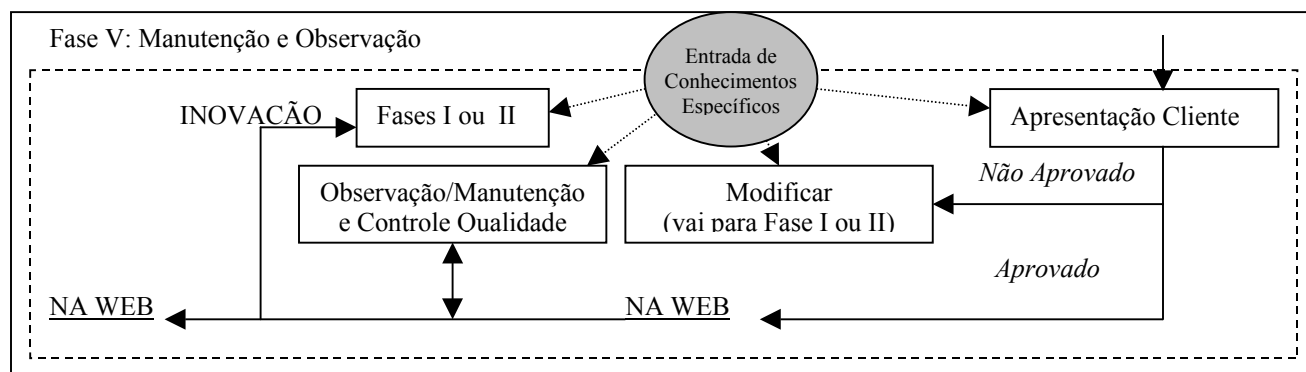 Fase V: Manutenção e Observação
Entrada de
Conhecimentos
Específicos
INOVAÇÃO
Fases I ou II
Apresentação Cliente
Observação/Manutenção
e Controle Qualidade
Modificar
(vai para Fase I ou II)
Não Aprovado
Aprovado
NA WEB
NA WEB